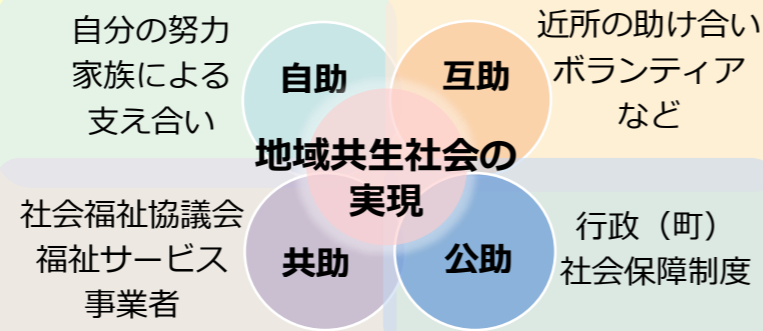 自分の努力
家族による
支え合い
自助
互助
近所の助け合い
ボランティア
など
地域共生社会の
実現
社会福祉協議会
福祉サービス
事業者
共助
公助
行政（町）
社会保障制度